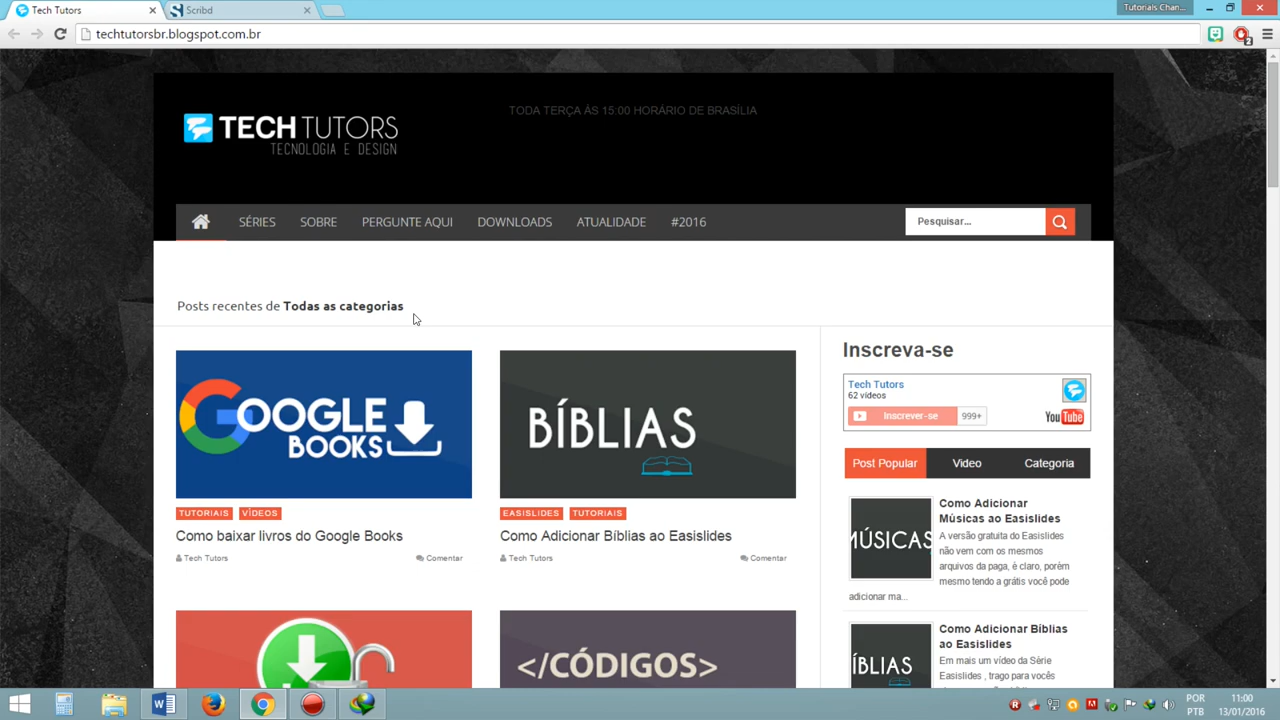 Tech Tutors
Scribd
Tutorials Chan...
techtutorsbr.blogspot.com.br
2
TECH TUTORS
TECNOLOGIA E DESIGN
TODA TERÇA ÁS 15:00 HORÁRIO DE BRASÍLIA
SÉRIES SOBRE PERGUNTE AQUI DOWNLOADS ATUALIDADE #2016
Pesquisar...
Posts recentes de Todas as categorias
GOOGLE
BOOKS
TUTORIAIS VÍDEOS
Como baixar livros do Google Books
Tech Tutors Comentar
BÍBLIAS
EASISLIDES TUTORIAIS
Como Adicionar Bíblias ao Easislides
Tech Tutors Comentar
</CÓDIGOS>
Inscreva-se
Tech Tutors
62 vídeos
Inscrever-se 999+
YouTube
Post Popular Video Categoria
MÚSICAS
Como Adicionar
Músicas ao Easislides
A versão gratuita do Easislides
não vem com os mesmos
arquivos da paga, é claro, porém
mesmo tendo a grátis você pode
adicionar ma...
ÍBLIAS
Como Adicionar Bíblias
ao Easislides
Em mais um vídeo da Série
Easislides , trago para vocês
POR
PTB
11:00
13/01/2016